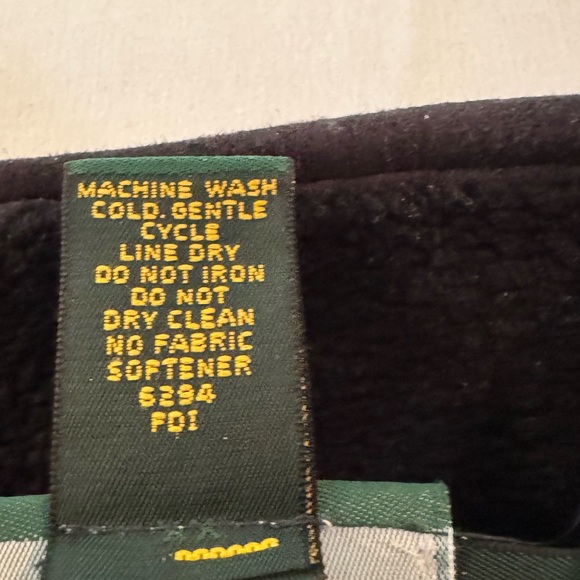 MACHINE WASH
COLD. GENTLE
CYCLE
LINE DRY
DO NOT IRON
DO NOT
DRY CLEAN
NO FABRIC
SOFTENER
6294
PDI